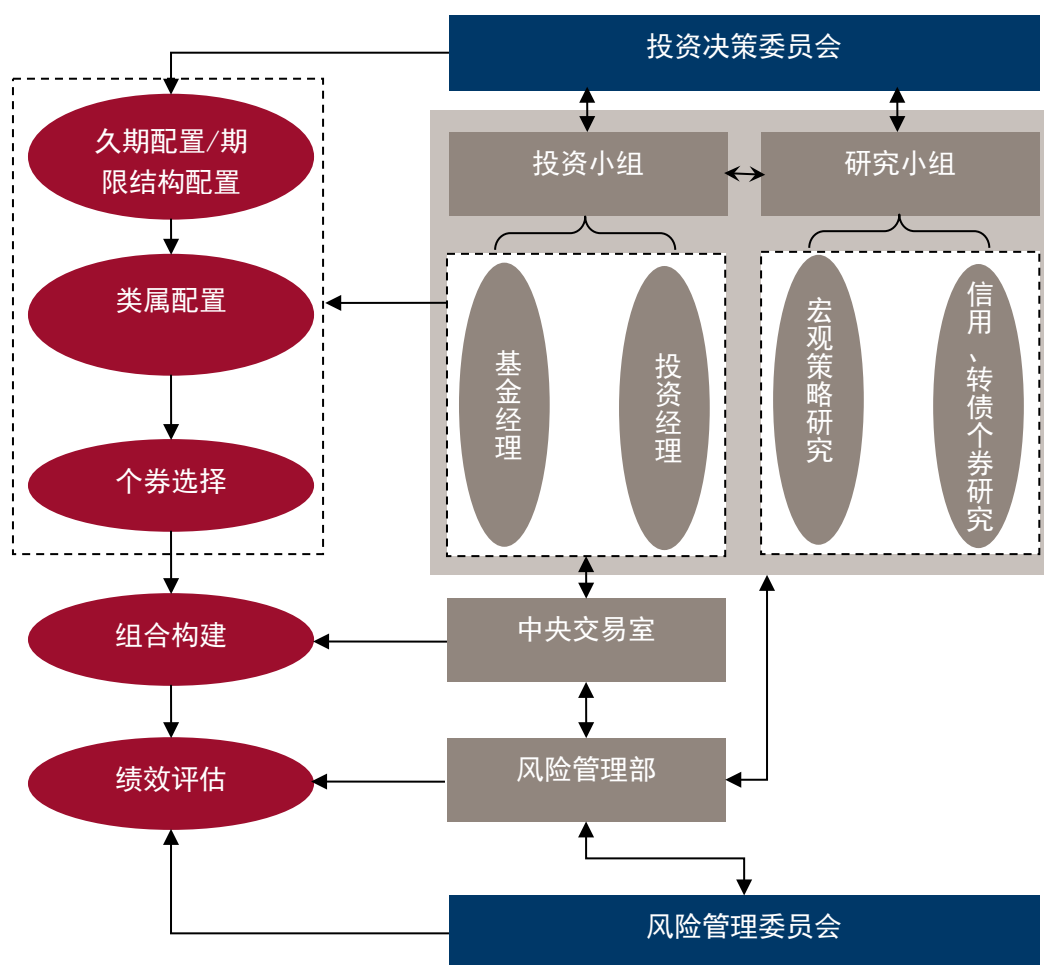 投资决策委员会
久期配置/期
限结构配置
投资小组
研究小组
类属配置
基金经理
投资经理
宏观策略研究
信用、转债个券研究
个券选择
组合构建
中央交易室
绩效评估
风险管理部
风险管理委员会